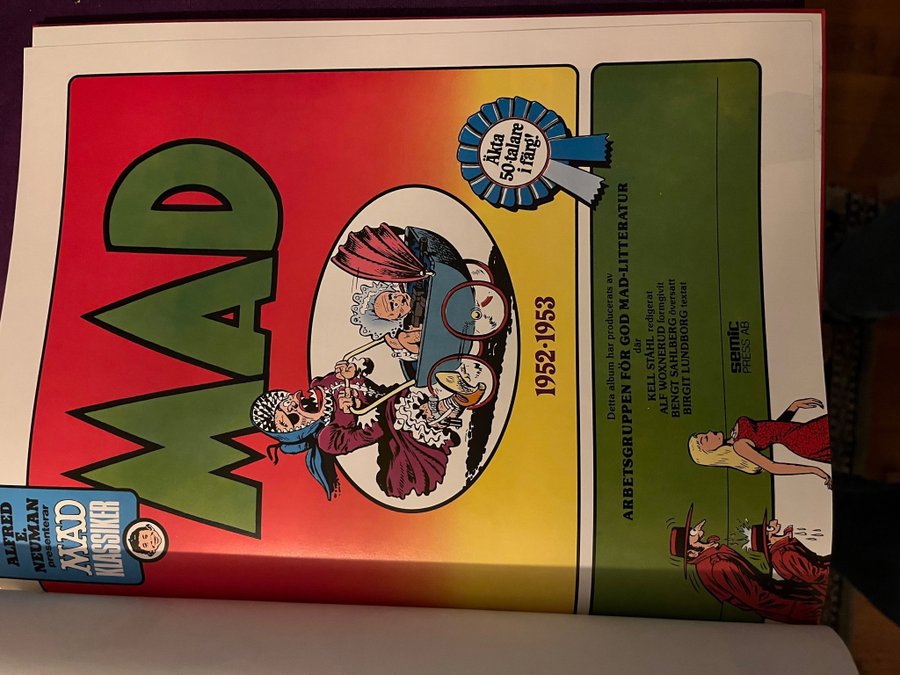 ALFRED
E.
NEUMAN
presenterar
MAD
KLASSIKER
MAD
Äkta
50-talare
i färg!
1952-1953
Detta album har producerats av
ARBETSGRUPPEN FÖR GOD MAD-LITTERATUR
där
KELL STÅHL redigerat
ALF WOXNERUD formgivit
BENGT SAHLBERG översatt
BIRGIT LUNDBORG textat
semic
PRESS AB